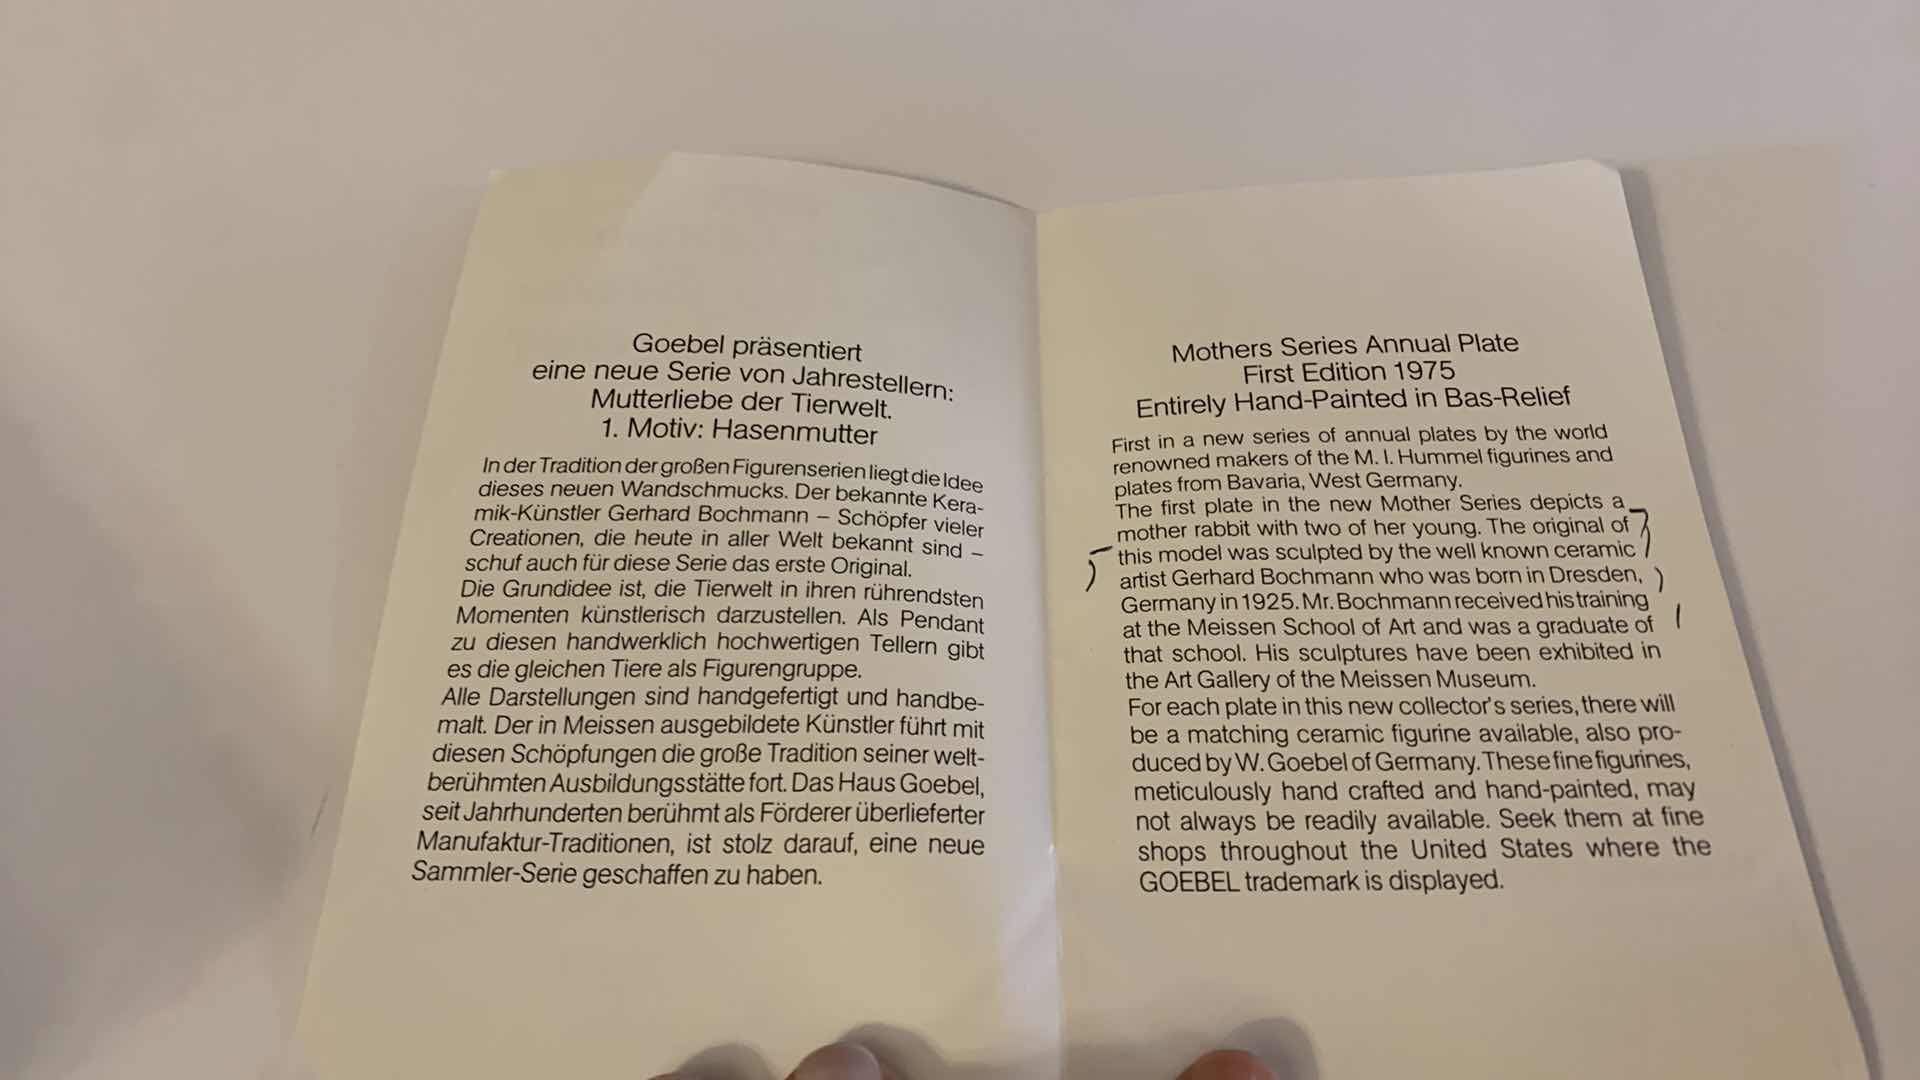 Goebel präsentiert
eine neue Serie von Jahrestellern:
Mutterliebe der Tierwelt.
1. Motiv: Hasenmutter
In der Tradition der großen Figurenserien liegt die Idee
dieses neuen Wandschmucks. Der bekannte Kera-
mik-Künstler Gerhard Bochmann – Schöpfer vieler
Creationen, die heute in aller Welt bekannt sind –
schuf auch für diese Serie das erste Original.
Die Grundidee ist, die Tierwelt in ihren rührendsten
Momenten künstlerisch darzustellen. Als Pendant
zu diesen handwerklich hochwertigen Tellern gibt
es die gleichen Tiere als Figurengruppe.
Alle Darstellungen sind handgefertigt und handbe-
malt. Der in Meissen ausgebildete Künstler führt mit
diesen Schöpfungen die große Tradition seiner welt-
berühmten Ausbildungsstätte fort. Das Haus Goebel,
seit Jahrhunderten berühmt als Förderer überlieferter
Manufaktur-Traditionen, ist stolz darauf, eine neue
Sammler-Serie geschaffen zu haben.
Mothers Series Annual Plate
First Edition 1975
Entirely Hand-Painted in Bas-Relief
First in a new series of annual plates by the world
renowned makers of the M. I. Hummel figurines and
plates from Bavaria, West Germany.
The first plate in the new Mother Series depicts a
mother rabbit with two of her young. The original of
this model was sculpted by the well known ceramic
artist Gerhard Bochmann who was born in Dresden,
Germany in 1925. Mr. Bochmann received his training
at the Meissen School of Art and was a graduate of
that school. His sculptures have been exhibited in
the Art Gallery of the Meissen Museum.
For each plate in this new collector's series, there will
be a matching ceramic figurine available, also pro-
duced by W. Goebel of Germany. These fine figurines,
meticulously hand crafted and hand-painted, may
not always be readily available. Seek them at fine
shops throughout the United States where the
GOEBEL trademark is displayed.